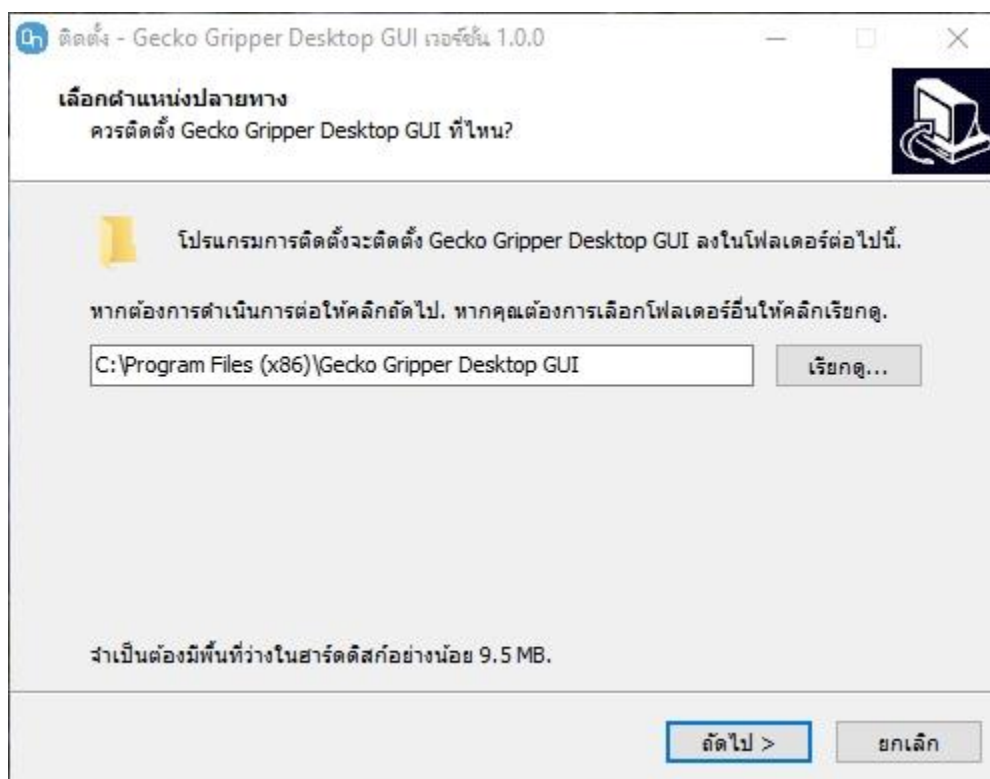 ติดตั้ง - Gecko Gripper Desktop GUI เวอร์ชั่น 1.0.0
เลือกตำแหน่งปลายทาง
ควรติดตั้ง Gecko Gripper Desktop GUI ที่ไหน?
โปรแกรมการติดตั้งจะติดตั้ง Gecko Gripper Desktop GUI ลงในโฟลเดอร์ต่อไปนี้.
หากต้องการดำเนินการต่อให้คลิกถัดไป. หากคุณต้องการเลือกโฟลเดอร์อื่นให้คลิกเรียกดู.
C:\Program Files (x86)\Gecko Gripper Desktop GUI
เรียกดู...
จำเป็นต้องมีพื้นที่ว่างในฮาร์ดดิสก์อย่างน้อย 9.5 MB.
ถัดไป >
ยกเลิก